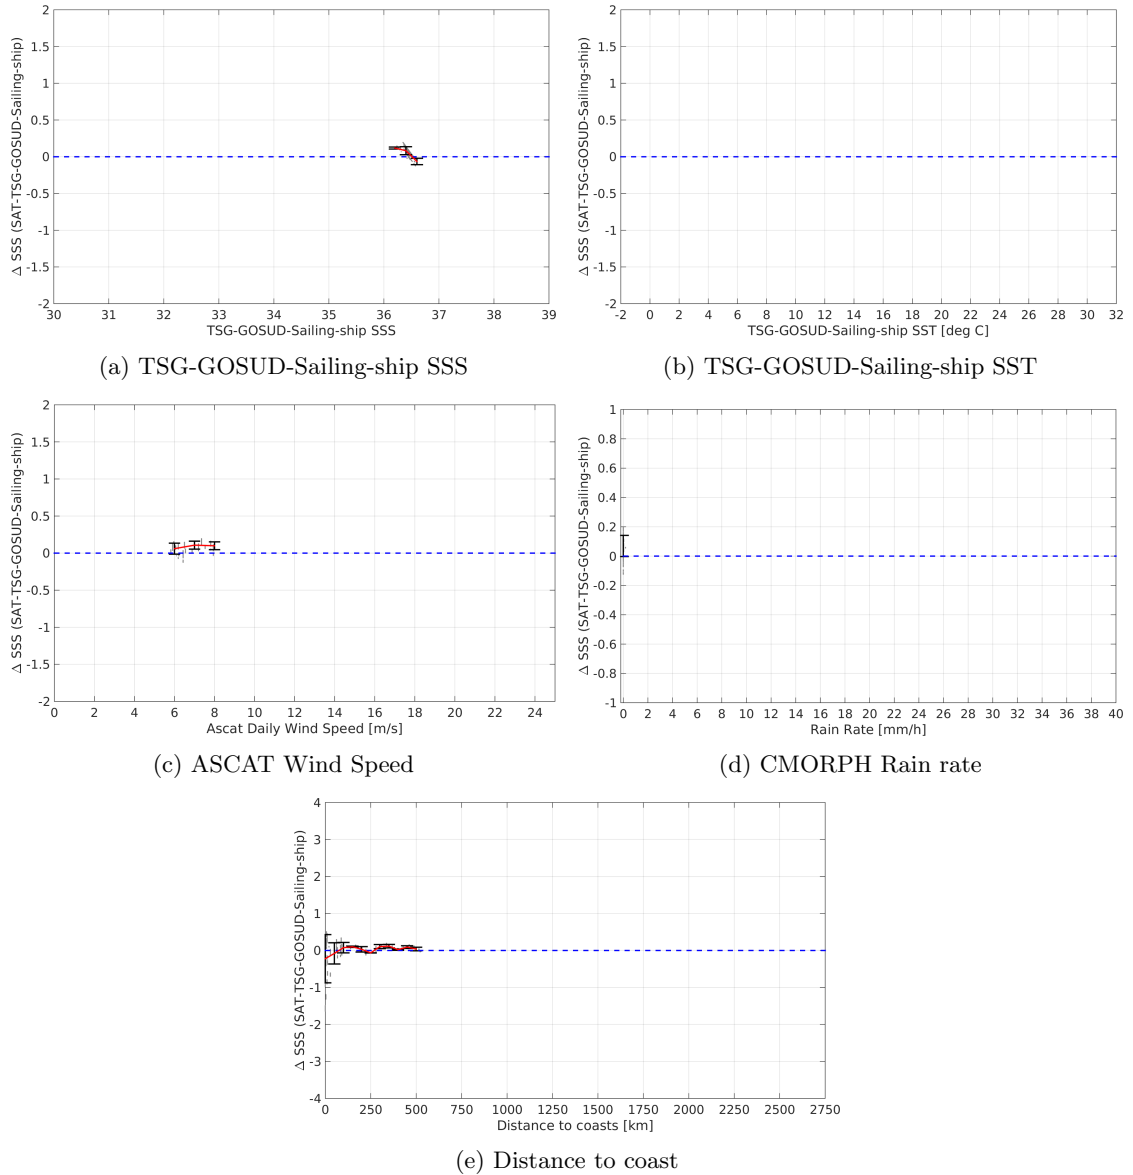 2
1.5
1
0.5
0
-0.5
-1
-1.5
-2
Δ SSS (SAT-TSG-GOSUD-Sailing-ship)
30 31 32 33 34 35 36 37 38 39
TSG-GOSUD-Sailing-ship SSS
(a) TSG-GOSUD-Sailing-ship SSS
2
1.5
1
0.5
0
-0.5
-1
-1.5
-2
Δ SSS (SAT-TSG-GOSUD-Sailing-ship)
-2 0 2 4 6 8 10 12 14 16 18 20 22 24 26 28 30 32
TSG-GOSUD-Sailing-ship SST [deg C]
(b) TSG-GOSUD-Sailing-ship SST
2
1.5
1
0.5
0
-0.5
-1
-1.5
-2
Δ SSS (SAT-TSG-GOSUD-Sailing-ship)
0 2 4 6 8 10 12 14 16 18 20 22 24
Ascat Daily Wind Speed [m/s]
(c) ASCAT Wind Speed
1
0.8
0.6
0.4
0.2
0
-0.2
-0.4
-0.6
-0.8
-1
Δ SSS (SAT-TSG-GOSUD-Sailing-ship)
0 2 4 6 8 10 12 14 16 18 20 22 24 26 28 30 32 34 36 38 40
Rain Rate [mm/h]
(d) CMORPH Rain rate
4
3
2
1
0
-1
-2
-3
-4
Δ SSS (SAT-TSG-GOSUD-Sailing-ship)
0 250 500 750 1000 1250 1500 1750 2000 2250 2500 2750
Distance to coasts [km]
(e) Distance to coast